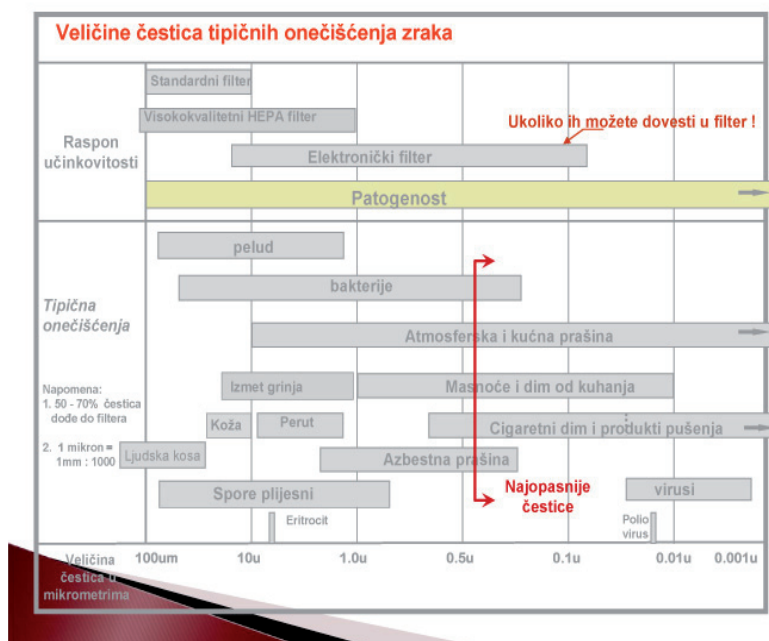 Veličine čestica tipičnih onečišćenja zraka
Raspon
učinkovitosti
Standardni filter
Visokokvalitetni HEPA filter
Ukoliko ih možete dovesti u filter !
Elektronički filter
Patogenost
Tipična
onečišćenja
Napomena:
1. 50 - 70% čestica
dođe do filtera
2. 1 mikron =
1mm : 1000
pelud
bakterije
Atmosferska i kućna prašina
Izmet grinja
Masnoće i dim od kuhanja
Koža
Perut
Cigaretni dim i produkti pušenja
Ljudska kosa
Azbestna prašina
Spore plijesni
Najopasnije
čestice
virusi
Eritrocit
Polio
virus
Veličina
čestica u
mikrometrima
100um
10u
1.0u
0.5u
0.1u
0.01u
0.001u